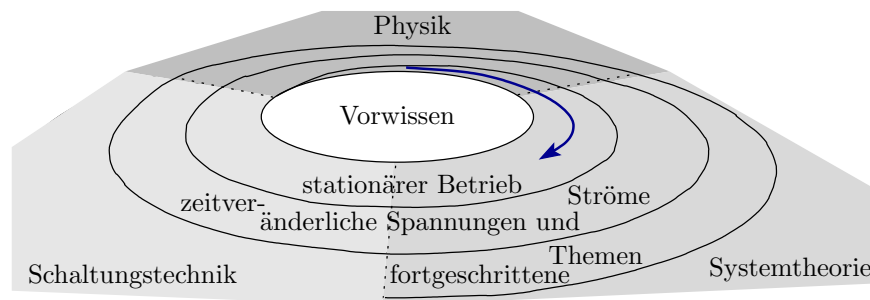 Physik
Vorwissen
stationärer Betrieb
zeitver-
änderliche Spannungen und
Ströme
fortgeschrittene
Themen
Schaltungstechnik
Systemtheorie